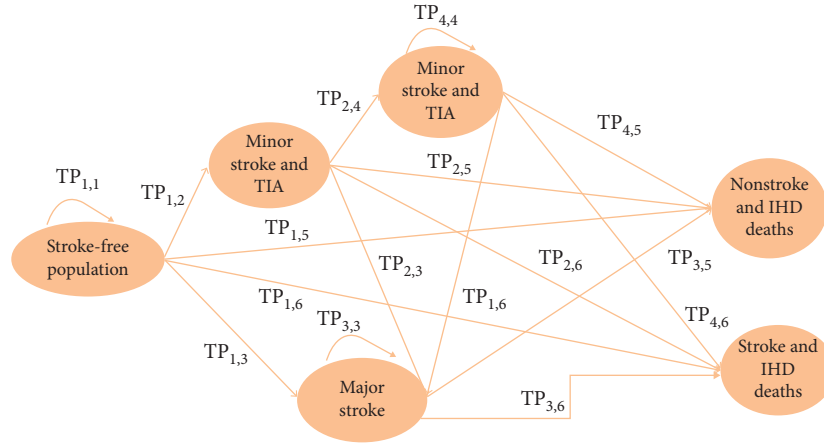 TP4,4
Minor
stroke and
TIA
TP2,4
TP4,5
Minor
stroke and
TIA
TP2,5
TP1,1
TP1,2
Nonstroke
and IHD
deaths
Stroke-free
population
TP1,5
TP2,3
TP2,6
TP3,5
TP1,6
TP1,6
TP3,3
TP4,6
TP1,3
Major
stroke
TP3,6
Stroke and
IHD
deaths